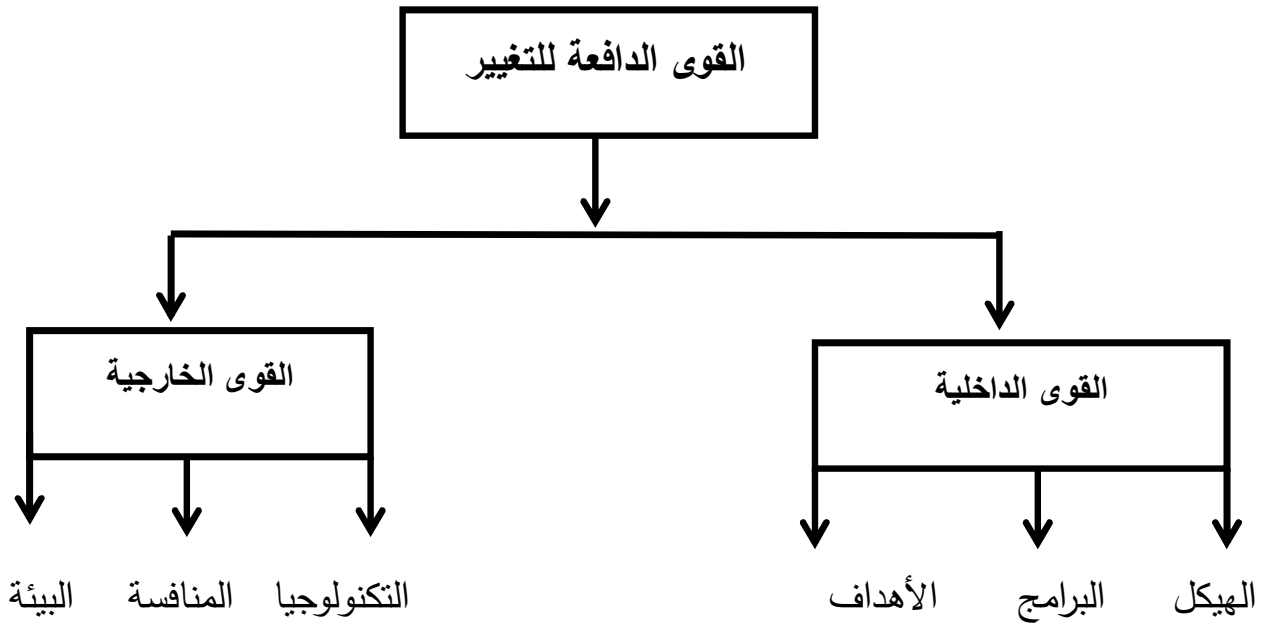 القوى الدافعة للتغيير
القوى الداخلية
القوى الخارجية
الهيكل البرامج الأهداف
التكنولوجيا المنافسة البيئة